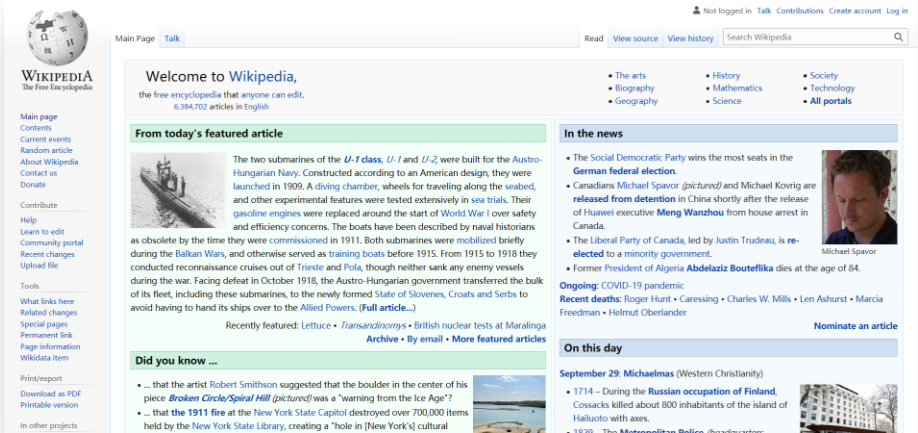 Not logged in Talk Contributions Create account Log in
WIKIPEDIA
The Free Encyclopedia
Main Page Talk
Read View source View history Search Wikipedia
Main page
Contents
Current events
Random article
About Wikipedia
Contact us
Donate
Contribute
Help
Learn to edit
Community portal
Recent changes
Upload file
Tools
What links here
Related changes
Special pages
Permanent link
Page information
Wikidata item
Print/export
Download as PDF
Printable version
In other projects
Welcome to Wikipedia,
the free encyclopedia that anyone can edit.
6,384,702 articles in English
• The arts
• Biography
• Geography
• History
• Mathematics
• Science
• Society
• Technology
• All portals
From today's featured article
The two submarines of the U-1 class, U-1 and U-2, were built for the Austro-
Hungarian Navy. Constructed according to an American design, they were
launched in 1909. A diving chamber, wheels for traveling along the seabed,
and other experimental features were tested extensively in sea trials. Their
gasoline engines were replaced around the start of World War I over safety
and efficiency concerns. The boats have been described by naval historians
as obsolete by the time they were commissioned in 1911. Both submarines were mobilized briefly
during the Balkan Wars, and otherwise served as training boats before 1915. From 1915 to 1918 they
conducted reconnaissance cruises out of Trieste and Pola, though neither sank any enemy vessels
during the war. Facing defeat in October 1918, the Austro-Hungarian government transferred the bulk
of its fleet, including these submarines, to the newly formed State of Slovenes, Croats and Serbs to
avoid having to hand its ships over to the Allied Powers. (Full article...)
Recently featured: Lettuce • Transandinomys • British nuclear tests at Maralinga
Archive • By email • More featured articles
Did you know ...
• ... that the artist Robert Smithson suggested that the boulder in the center of his
piece Broken Circle/Spiral Hill (pictured) was a "warning from the Ice Age"?
• ... that the 1911 fire at the New York State Capitol destroyed over 700,000 items
held by the New York State Library, creating a "hole in [New York's] cultural
In the news
• The Social Democratic Party wins the most seats in the
German federal election.
• Canadians Michael Spavor (pictured) and Michael Kovrig are
released from detention in China shortly after the release
of Huawei executive Meng Wanzhou from house arrest in
Canada.
• The Liberal Party of Canada, led by Justin Trudeau, is re-
elected to a minority government.
• Former President of Algeria Abdelaziz Bouteflika dies at the age of 84.
Michael Spavor
Ongoing: COVID-19 pandemic
Recent deaths: Roger Hunt • Caressing • Charles W. Mills • Len Ashurst • Marcia
Freedman • Helmut Oberlander
Nominate an article
On this day
September 29: Michaelmas (Western Christianity)
• 1714 – During the Russian occupation of Finland,
Cossacks killed about 800 inhabitants of the island of
Hailuoto with axes.
• 1829 – The Metropolitan Police (headquarters